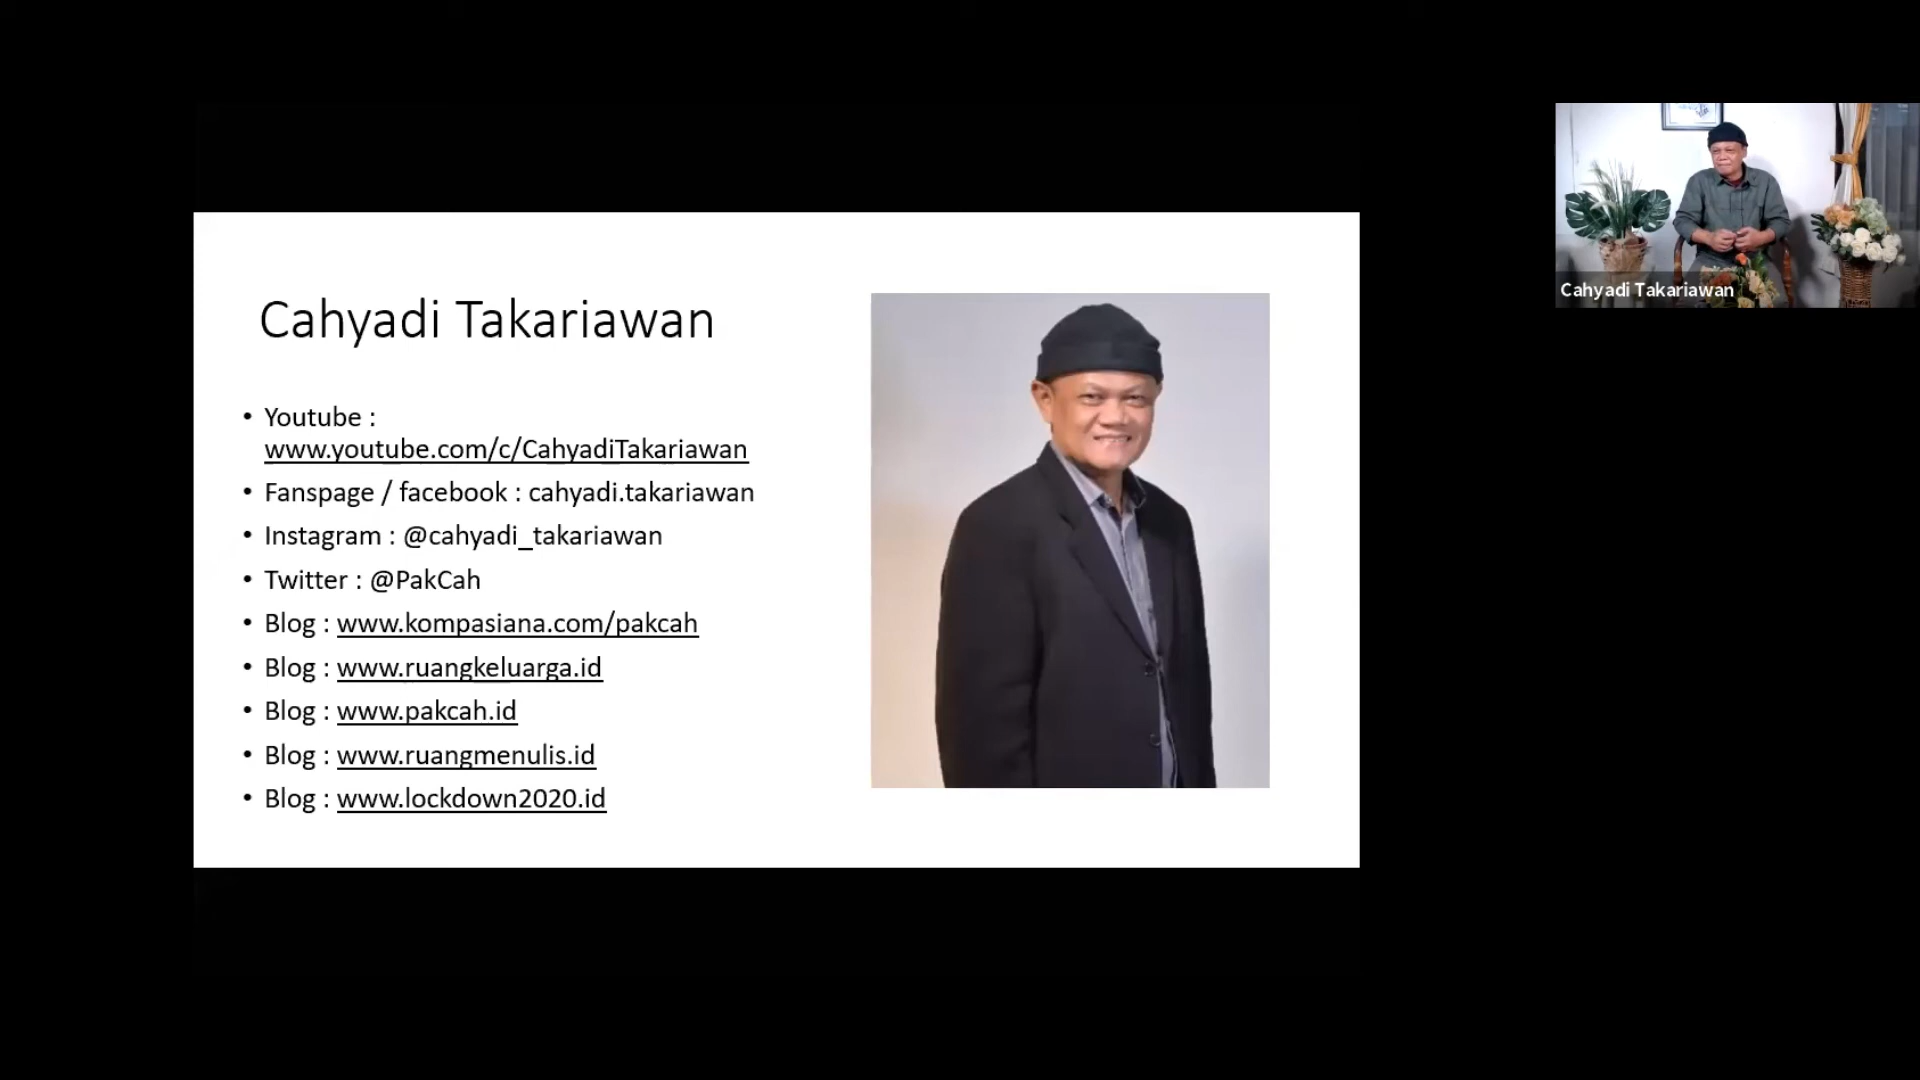 Cahyadi Takariawan
• Youtube :
www.youtube.com/c/CahyadiTakariawan
• Fanspage / facebook : cahyadi.takariawan
• Instagram : @cahyadi_takariawan
• Twitter : @PakCah
• Blog : www.kompasiana.com/pakcah
• Blog : www.ruangkeluarga.id
• Blog : www.pakcah.id
• Blog : www.ruangmenulis.id
• Blog : www.lockdown2020.id
Cahyadi Takariawan